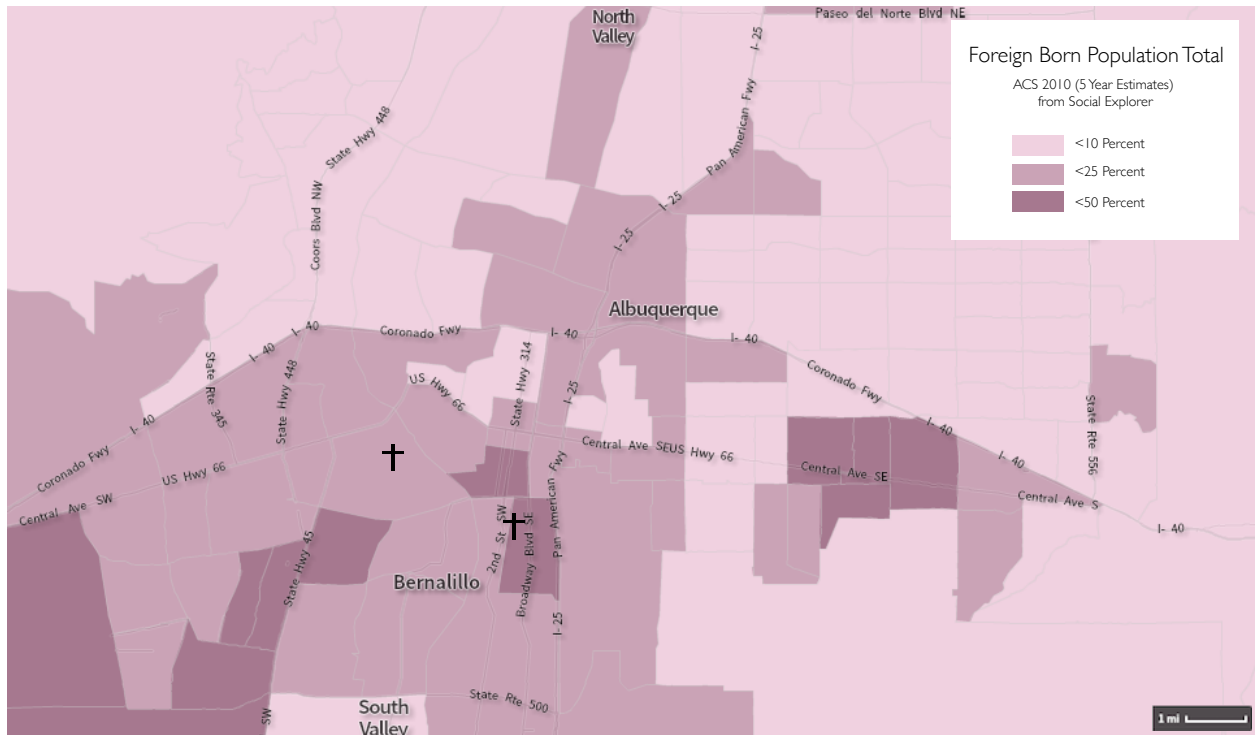 North
Valley
Paseo del Norte Blvd NE
I- 25
Foreign Born Population Total
ACS 2010 (5 Year Estimates)
from Social Explorer
<10 Percent
<25 Percent
<50 Percent
State Hwy 448
Pan American Fwy
I- 25
I- 25
Coors Blvd NW
Albuquerque
I- 40
Coronado Fwy
I- 40
I- 40
I- 40
State Hwy 314
State Rte 345
State Hwy 448
US Hwy 66
I- 25
Coronado Fwy
I- 40
I- 40
State Rte 556
Coronado Fwy
I- 40
US Hwy 66
Central Ave SEUS Hwy 66
Central Ave SE
I- 40
Central Ave SW
Central Ave S
I- 40
Pan American Fwy
2nd St SW
Broadway Blvd SE
State Hwy 45
Bernalillo
I- 25
State Rte 500
South
Valley
SW
1 mi